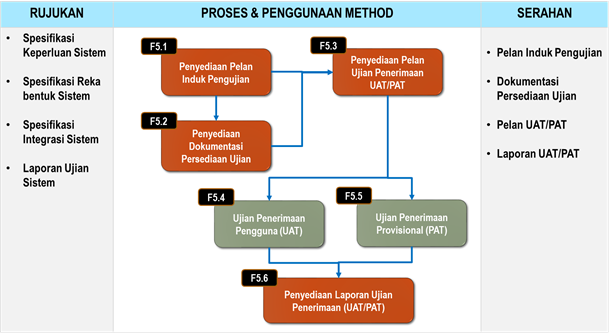 RUJUKAN
PROSES & PENGGUNAAN METHOD
SERAHAN
• Spesifikasi
Keperluan Sistem
• Spesifikasi Reka
bentuk Sistem
• Spesifikasi
Integrasi Sistem
• Laporan Ujian
Sistem
F5.1
Penyediaan Pelan
Induk Pengujian
F5.2
Penyediaan
Dokumentasi
Persediaan Ujian
F5.3
Penyediaan Pelan
Ujian Penerimaan
UAT/PAT
F5.4
Ujian Penerimaan
Pengguna (UAT)
F5.5
Ujian Penerimaan
Provisional (PAT)
F5.6
Penyediaan Laporan Ujian
Penerimaan (UAT/PAT)
• Pelan Induk Pengujian
• Dokumentasi
Persediaan Ujian
• Pelan UAT/PAT
• Laporan UAT/PAT